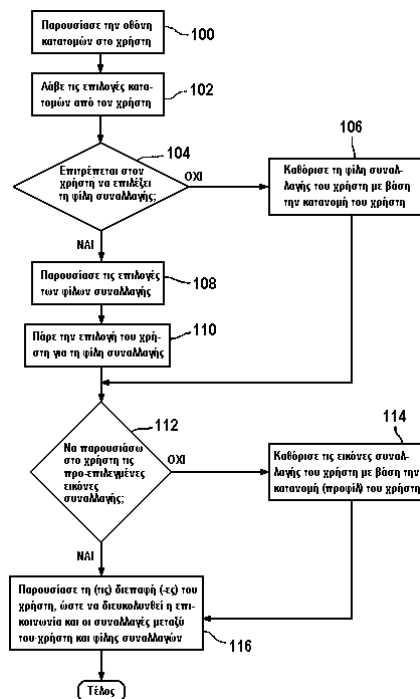 Παρουσίασε την οθόνη
κατατομών στο χρήστη
100
Λάβε τις επιλογές κατα-
τομών από τον χρήστη
102
104
Επιτρέπεται στον
χρήστη να επιλέξει
τη φίλη συναλλαγής;
ΟΧΙ
106
Καθόρισε τη φίλη συναλ-
λαγής του χρήστη με βάση
την κατανομή του χρήστη
ΝΑΙ
Παρουσίασε τις επιλογές
των φίλων συναλλαγής
108
Πάρε την επιλογή του χρή-
στη για τη φίλη συναλλαγής
110
112
Να παρουσιάσω
στο χρήστη τις
προ-επιλεγμένες
εικόνες
συναλλαγής;
ΟΧΙ
114
Καθόρισε τις εικόνες συναλ-
λαγής του χρήστη με βάση την
κατανομή (προφίλ) του χρήστη
ΝΑΙ
Παρουσίασε τη (τις) διεπαφή (-ες) του
χρήστη, ώστε να διευκολυνθεί η επι-
κοινωνία και οι συναλλαγές μεταξύ
του χρήστη και φίλης συναλλαγών
116
Τέλος